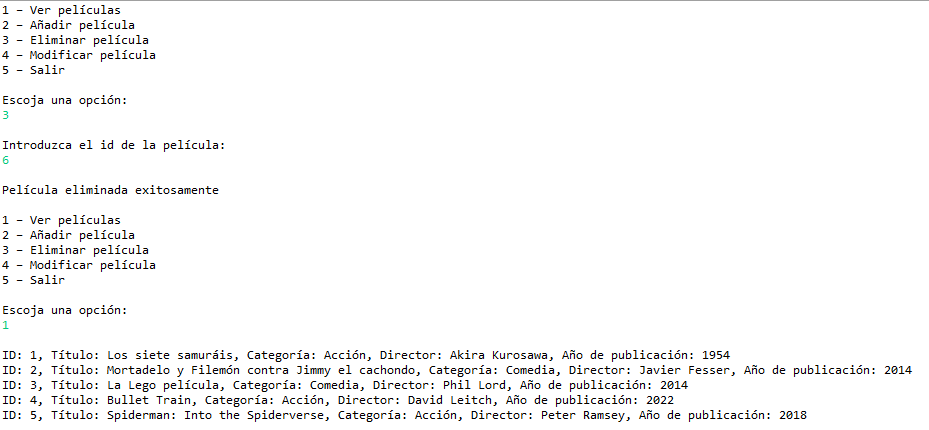 1 – Ver películas
2 – Añadir película
3 – Eliminar película
4 – Modificar película
5 – Salir
Escoja una opción:
3
Introduzca el id de la película:
6
Película eliminada exitosamente
1 – Ver películas
2 – Añadir película
3 – Eliminar película
4 – Modificar película
5 – Salir
Escoja una opción:
1
ID: 1, Título: Los siete samuráis, Categoría: Acción, Director: Akira Kurosawa, Año de publicación: 1954
ID: 2, Título: Mortadelo y Filemón contra Jimmy el cachondo, Categoría: Comedia, Director: Javier Fesser, Año de publicación: 2014
ID: 3, Título: La Lego película, Categoría: Comedia, Director: Phil Lord, Año de publicación: 2014
ID: 4, Título: Bullet Train, Categoría: Acción, Director: David Leitch, Año de publicación: 2022
ID: 5, Título: Spiderman: Into the Spiderverse, Categoría: Acción, Director: Peter Ramsey, Año de publicación: 2018